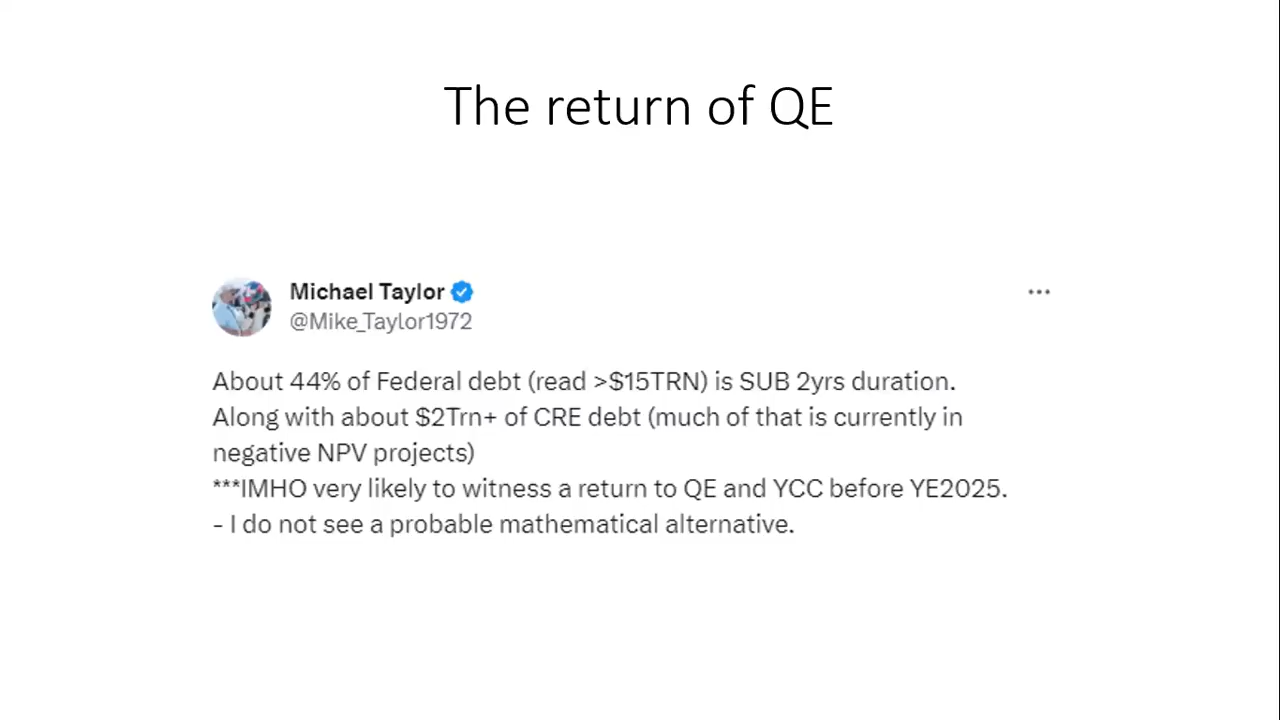 The return of QE
Michael Taylor
@Mike_Taylor1972
About 44% of Federal debt (read >$15TRN) is SUB 2yrs duration.
Along with about $2Trn+ of CRE debt (much of that is currently in
negative NPV projects)
***IMHO very likely to witness a return to QE and YCC before YE2025.
- I do not see a probable mathematical alternative.